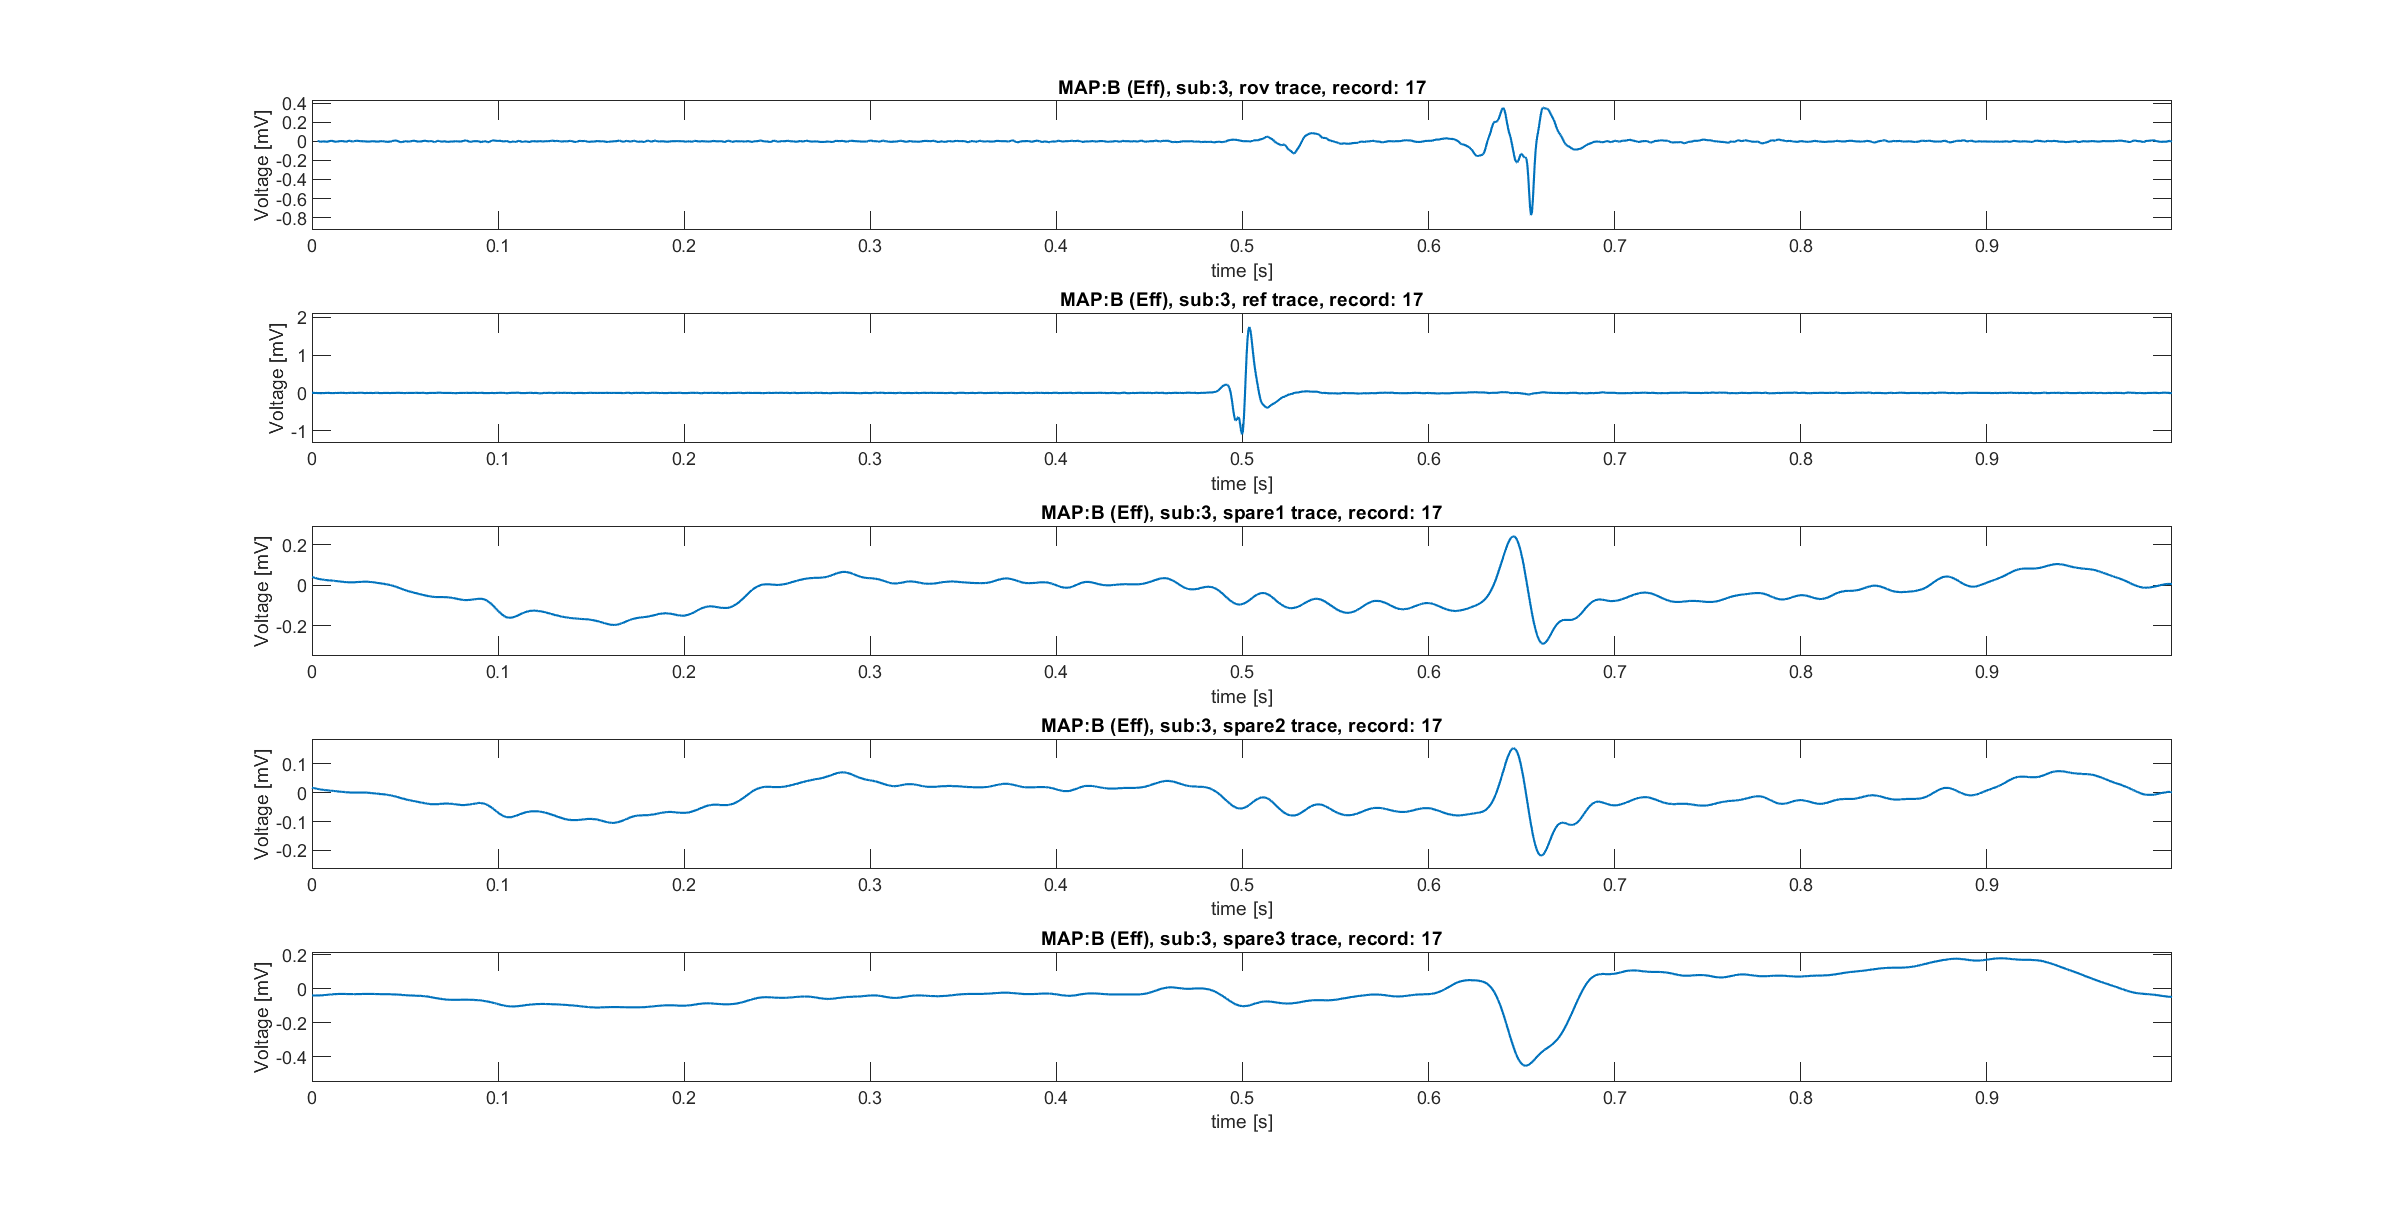 MAP:B (Eff), sub:3, rov trace, record: 17
Voltage [mV]
0.4
0.2
0
-0.2
-0.4
-0.6
-0.8
0 0.1 0.2 0.3 0.4 0.5 0.6 0.7 0.8 0.9
time [s]
MAP:B (Eff), sub:3, ref trace, record: 17
Voltage [mV]
2
1
0
-1
0 0.1 0.2 0.3 0.4 0.5 0.6 0.7 0.8 0.9
time [s]
MAP:B (Eff), sub:3, spare1 trace, record: 17
Voltage [mV]
0.2
0
-0.2
0 0.1 0.2 0.3 0.4 0.5 0.6 0.7 0.8 0.9
time [s]
MAP:B (Eff), sub:3, spare2 trace, record: 17
Voltage [mV]
0.1
0
-0.1
-0.2
0 0.1 0.2 0.3 0.4 0.5 0.6 0.7 0.8 0.9
time [s]
MAP:B (Eff), sub:3, spare3 trace, record: 17
Voltage [mV]
0.2
0
-0.2
-0.4
0 0.1 0.2 0.3 0.4 0.5 0.6 0.7 0.8 0.9
time [s]